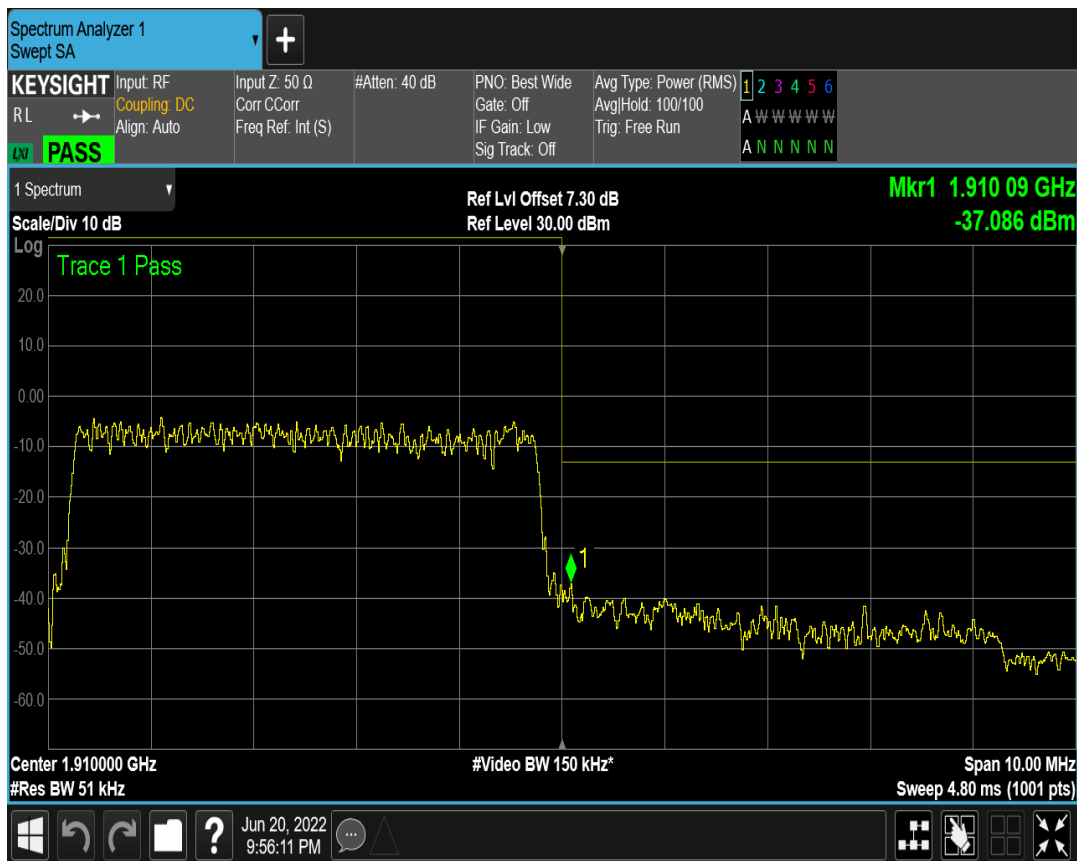 Spectrum Analyzer 1
Swept SA
+
KEYSIGHT
RL
LXI PASS
Input: RF
Coupling: DC
Align: Auto
Input Z: 50 Ω
Corr CCorr
Freq Ref: Int (S)
#Atten: 40 dB
PNO: Best Wide
Gate: Off
IF Gain: Low
Sig Track: Off
Avg Type: Power (RMS)
Avg|Hold: 100/100
Trig: Free Run
1 2 3 4 5 6
A W W W W W
A N N N N N
1 Spectrum
Scale/Div 10 dB
Ref Lvl Offset 7.30 dB
Ref Level 30.00 dBm
Mkr1 1.910 09 GHz
-37.086 dBm
Log
Trace 1 Pass
20.0
10.0
0.00
-10.0
-20.0
-30.0
1
-40.0
-50.0
-60.0
Center 1.910000 GHz
#Res BW 51 kHz
#Video BW 150 kHz*
Span 10.00 MHz
Sweep 4.80 ms (1001 pts)
?
Jun 20, 2022
9:56:11 PM